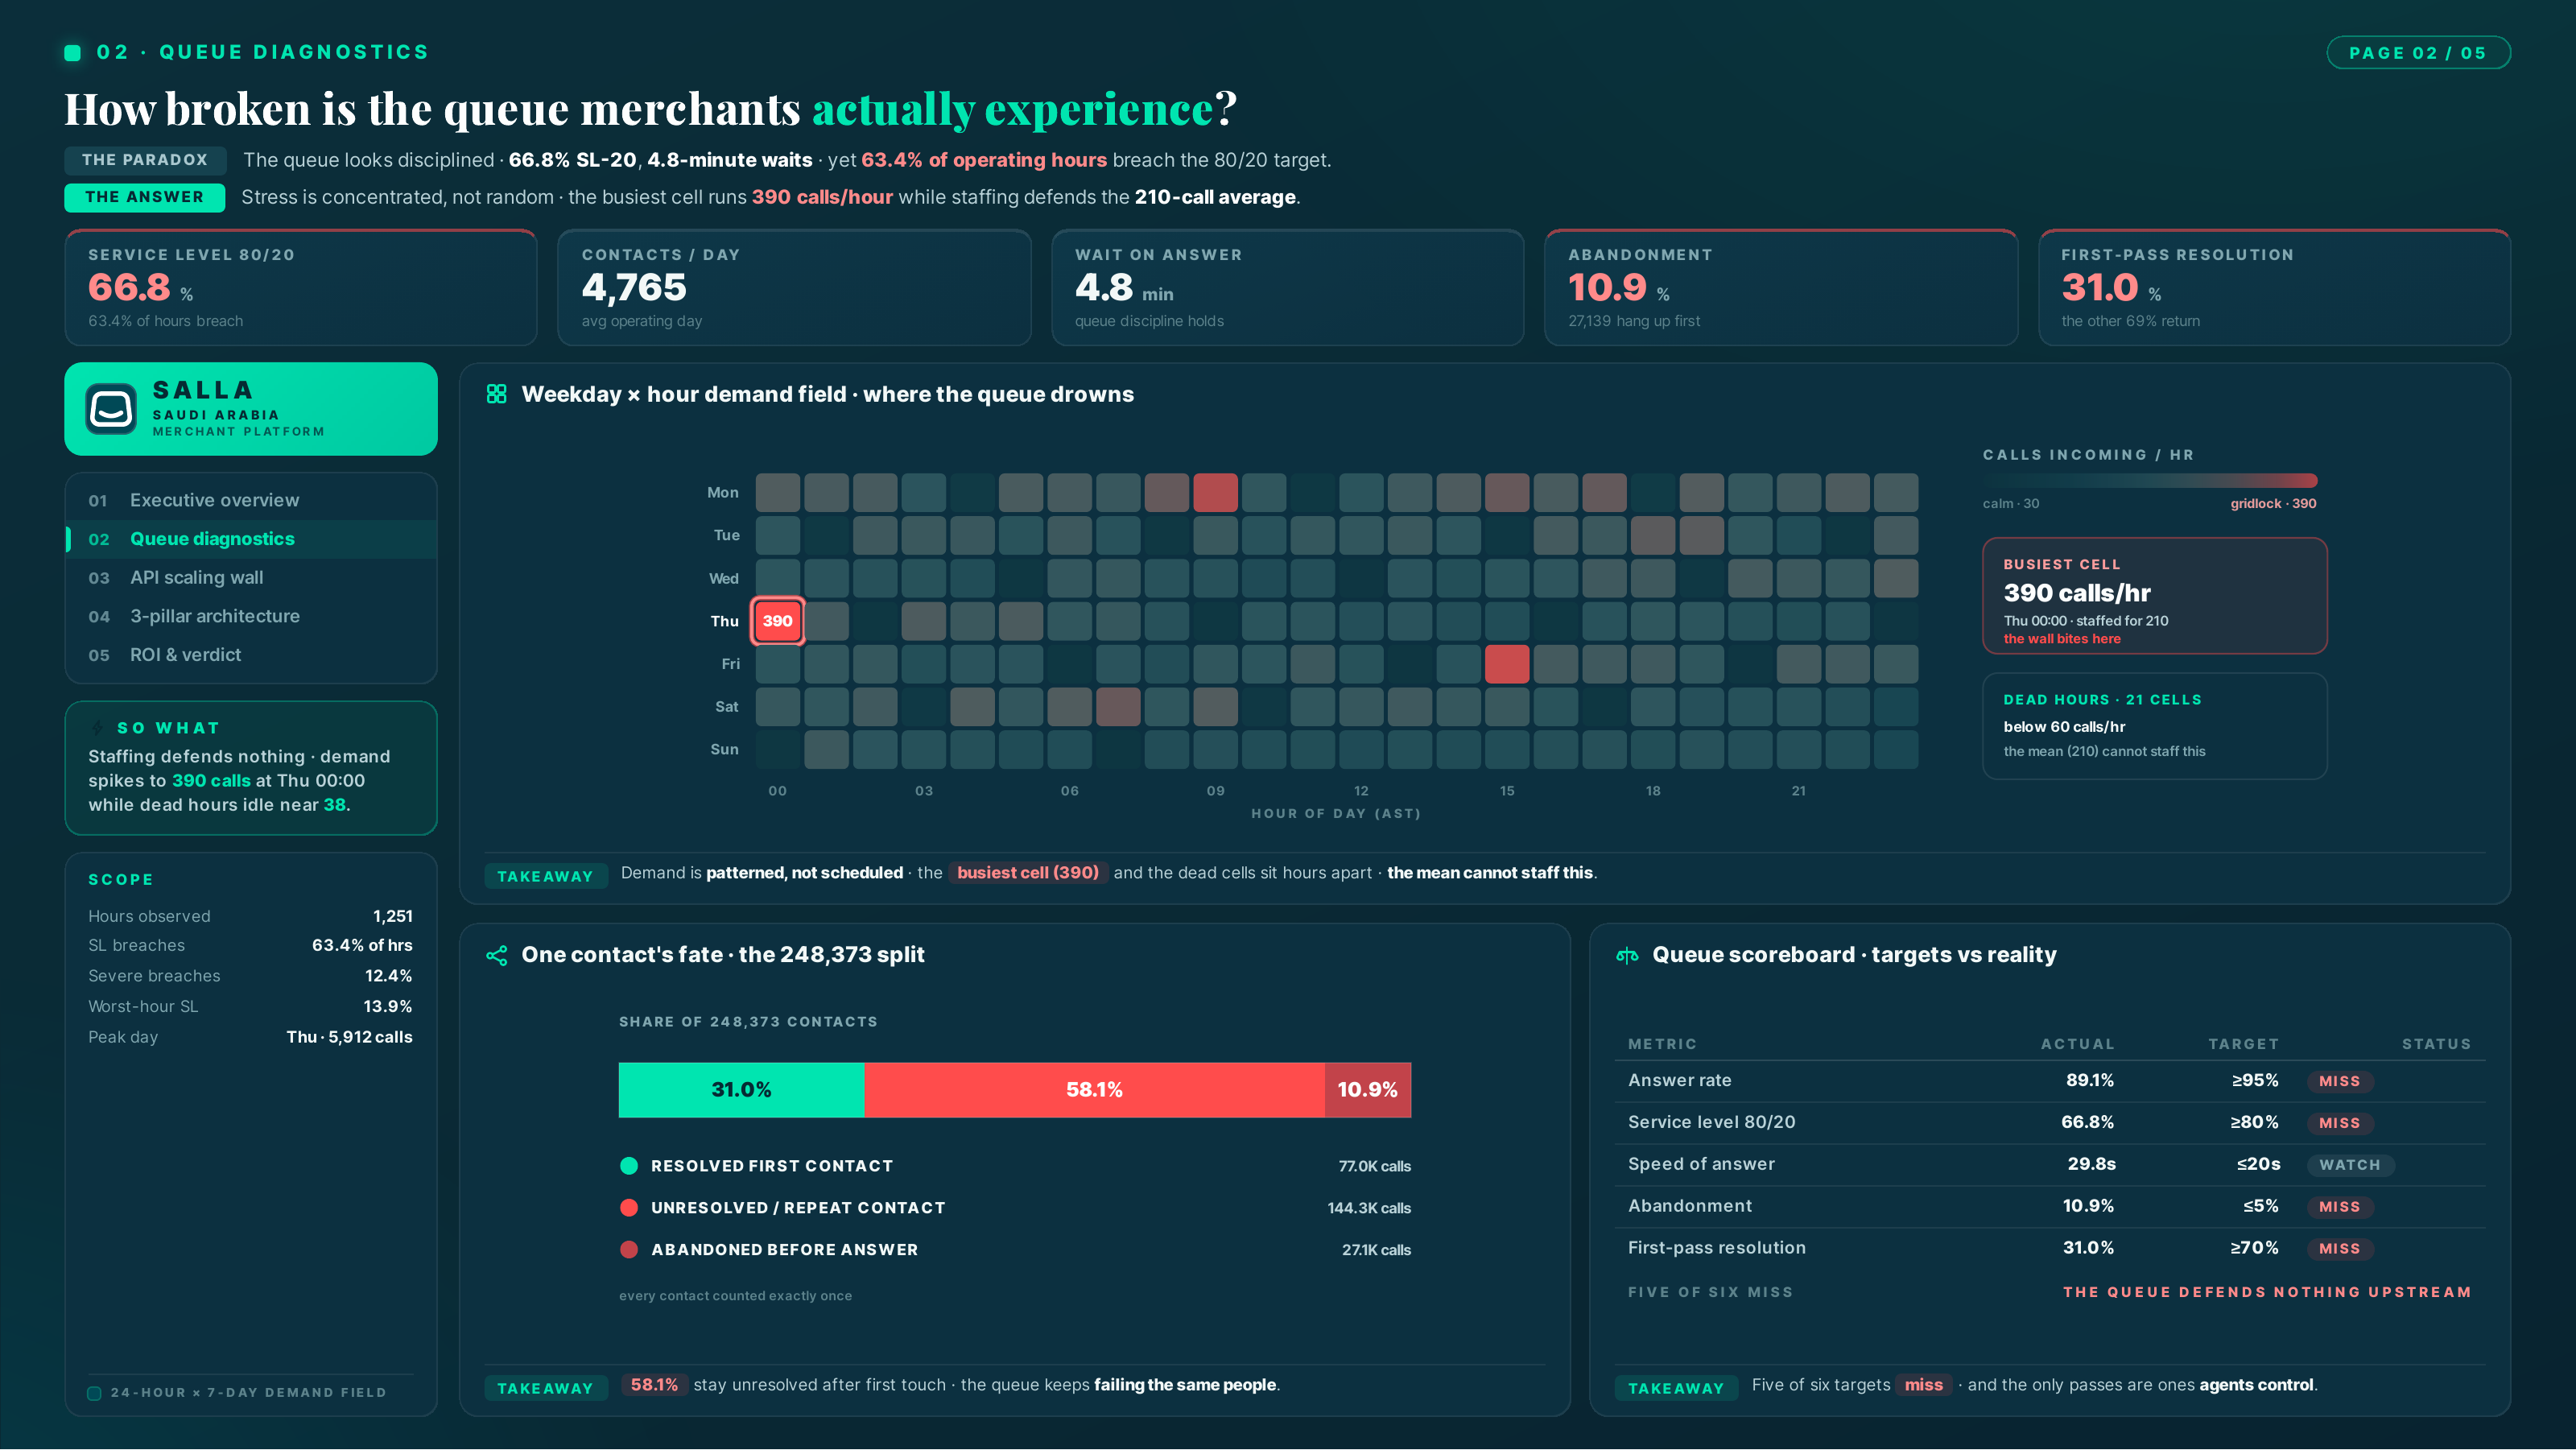 02 · QUEUE DIAGNOSTICS
PAGE 02 / 05
How broken is the queue merchants actually experience?
THE PARADOX The queue looks disciplined · 66.8% SL-20, 4.8-minute waits · yet 63.4% of operating hours breach the 80/20 target.
THE ANSWER Stress is concentrated, not random · the busiest cell runs 390 calls/hour while staffing defends the 210-call average.
SERVICE LEVEL 80/20
66.8 %
63.4% of hours breach
CONTACTS / DAY
4,765
avg operating day
WAIT ON ANSWER
4.8 min
queue discipline holds
ABANDONMENT
10.9 %
27,139 hang up first
FIRST-PASS RESOLUTION
31.0 %
the other 69% return
SALLA
SAUDI ARABIA
MERCHANT PLATFORM
01 Executive overview
02 Queue diagnostics
03 API scaling wall
04 3-pillar architecture
05 ROI & verdict
SO WHAT
Staffing defends nothing · demand
spikes to 390 calls at Thu 00:00
while dead hours idle near 38.
SCOPE
Hours observed 1,251
SL breaches 63.4% of hrs
Severe breaches 12.4%
Worst-hour SL 13.9%
Peak day Thu · 5,912 calls
24-HOUR × 7-DAY DEMAND FIELD
Weekday × hour demand field · where the queue drowns
Mon
Tue
Wed
Thu 390
Fri
Sat
Sun
00 03 06 09 12 15 18 21
HOUR OF DAY (AST)
CALLS INCOMING / HR
calm · 30 gridlock · 390
BUSIEST CELL
390 calls/hr
Thu 00:00 · staffed for 210
the wall bites here
DEAD HOURS · 21 CELLS
below 60 calls/hr
the mean (210) cannot staff this
TAKEAWAY Demand is patterned, not scheduled · the busiest cell (390) and the dead cells sit hours apart · the mean cannot staff this.
One contact's fate · the 248,373 split
SHARE OF 248,373 CONTACTS
31.0% 58.1% 10.9%
RESOLVED FIRST CONTACT 77.0K calls
UNRESOLVED / REPEAT CONTACT 144.3K calls
ABANDONED BEFORE ANSWER 27.1K calls
every contact counted exactly once
TAKEAWAY 58.1% stay unresolved after first touch · the queue keeps failing the same people.
Queue scoreboard · targets vs reality
METRIC ACTUAL TARGET STATUS
Answer rate 89.1% ≥95% MISS
Service level 80/20 66.8% ≥80% MISS
Speed of answer 29.8s ≤20s WATCH
Abandonment 10.9% ≤5% MISS
First-pass resolution 31.0% ≥70% MISS
FIVE OF SIX MISS THE QUEUE DEFENDS NOTHING UPSTREAM
TAKEAWAY Five of six targets miss · and the only passes are ones agents control.